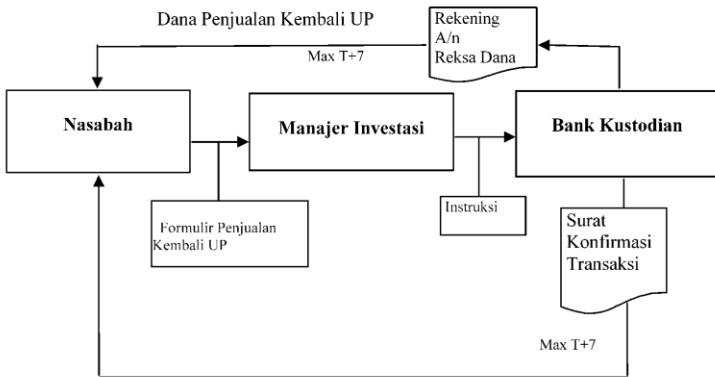 Dana Penjualan Kembali UP
Rekening
A/n
Reksa Dana
Max T+7
Nasabah
Manajer Investasi
Bank Kustodian
Formulir Penjualan
Kembali UP
Instruksi
Surat
Konfirmasi
Transaksi
Max T+7